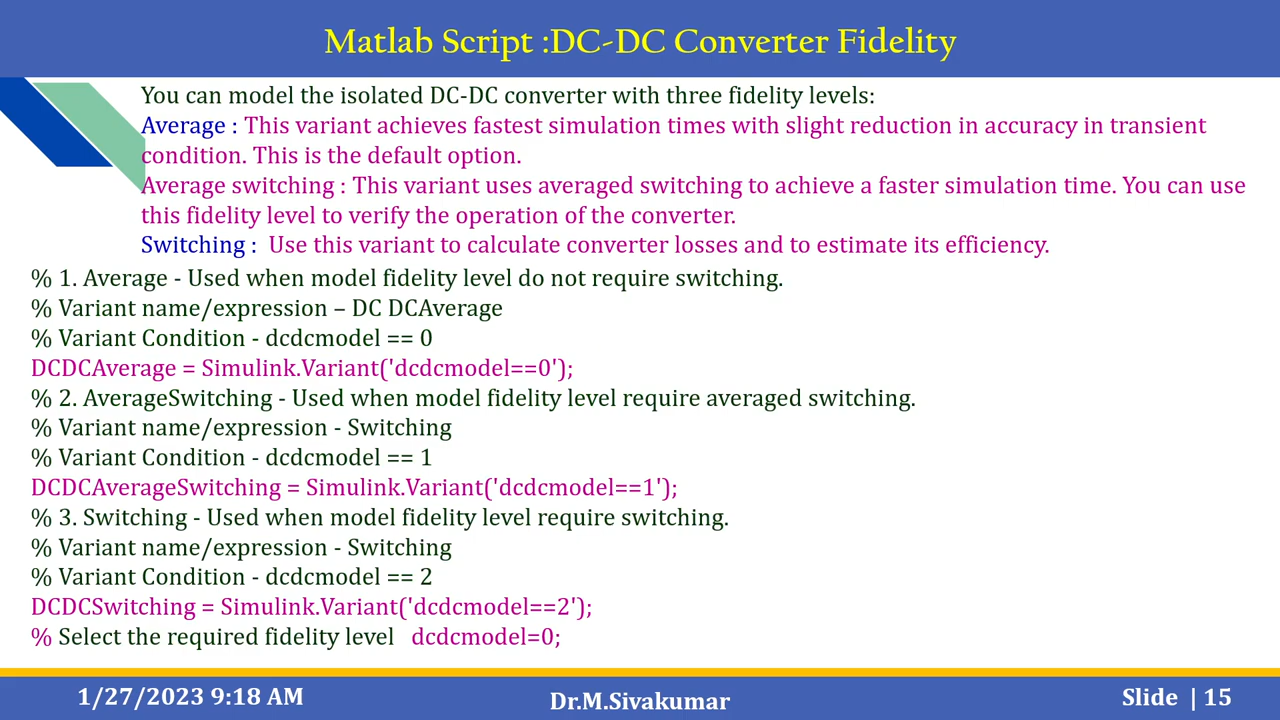 Matlab Script :DC-DC Converter Fidelity
You can model the isolated DC-DC converter with three fidelity levels:
Average : This variant achieves fastest simulation times with slight reduction in accuracy in transient
condition. This is the default option.
Average switching : This variant uses averaged switching to achieve a faster simulation time. You can use
this fidelity level to verify the operation of the converter.
Switching :  Use this variant to calculate converter losses and to estimate its efficiency.
% 1. Average - Used when model fidelity level do not require switching.
% Variant name/expression – DC DCAverage
% Variant Condition - dcdcmodel == 0
DCDCAverage = Simulink.Variant('dcdcmodel==0');
% 2. AverageSwitching - Used when model fidelity level require averaged switching.
% Variant name/expression - Switching
% Variant Condition - dcdcmodel == 1
DCDCAverageSwitching = Simulink.Variant('dcdcmodel==1');
% 3. Switching - Used when model fidelity level require switching.
% Variant name/expression - Switching
% Variant Condition - dcdcmodel == 2
DCDCSwitching = Simulink.Variant('dcdcmodel==2');
% Select the required fidelity level   dcdcmodel=0;
1/27/2023 9:18 AM
Dr.M.Sivakumar
Slide | 15